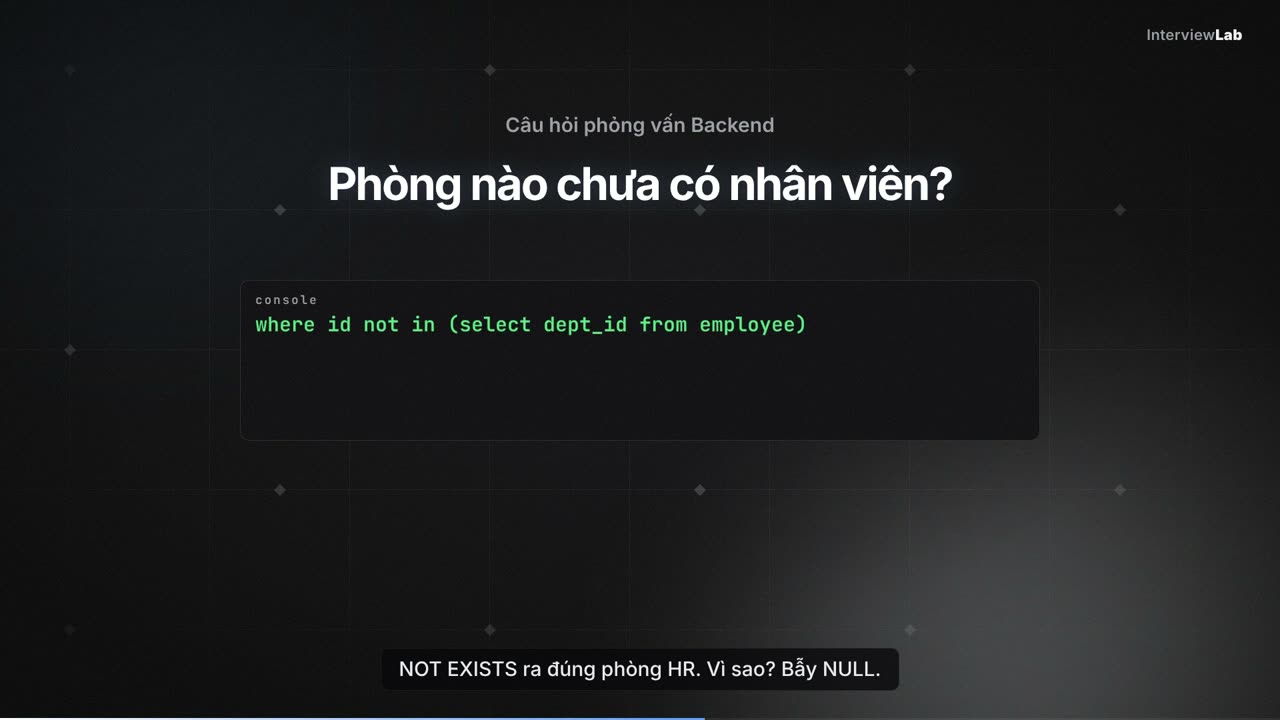 InterviewLab
Câu hỏi phỏng vấn Backend
Phòng nào chưa có nhân viên?
console
where id not in (select dept_id from employee)
NOT EXISTS ra đúng phòng HR. Vì sao? Bẫy NULL.